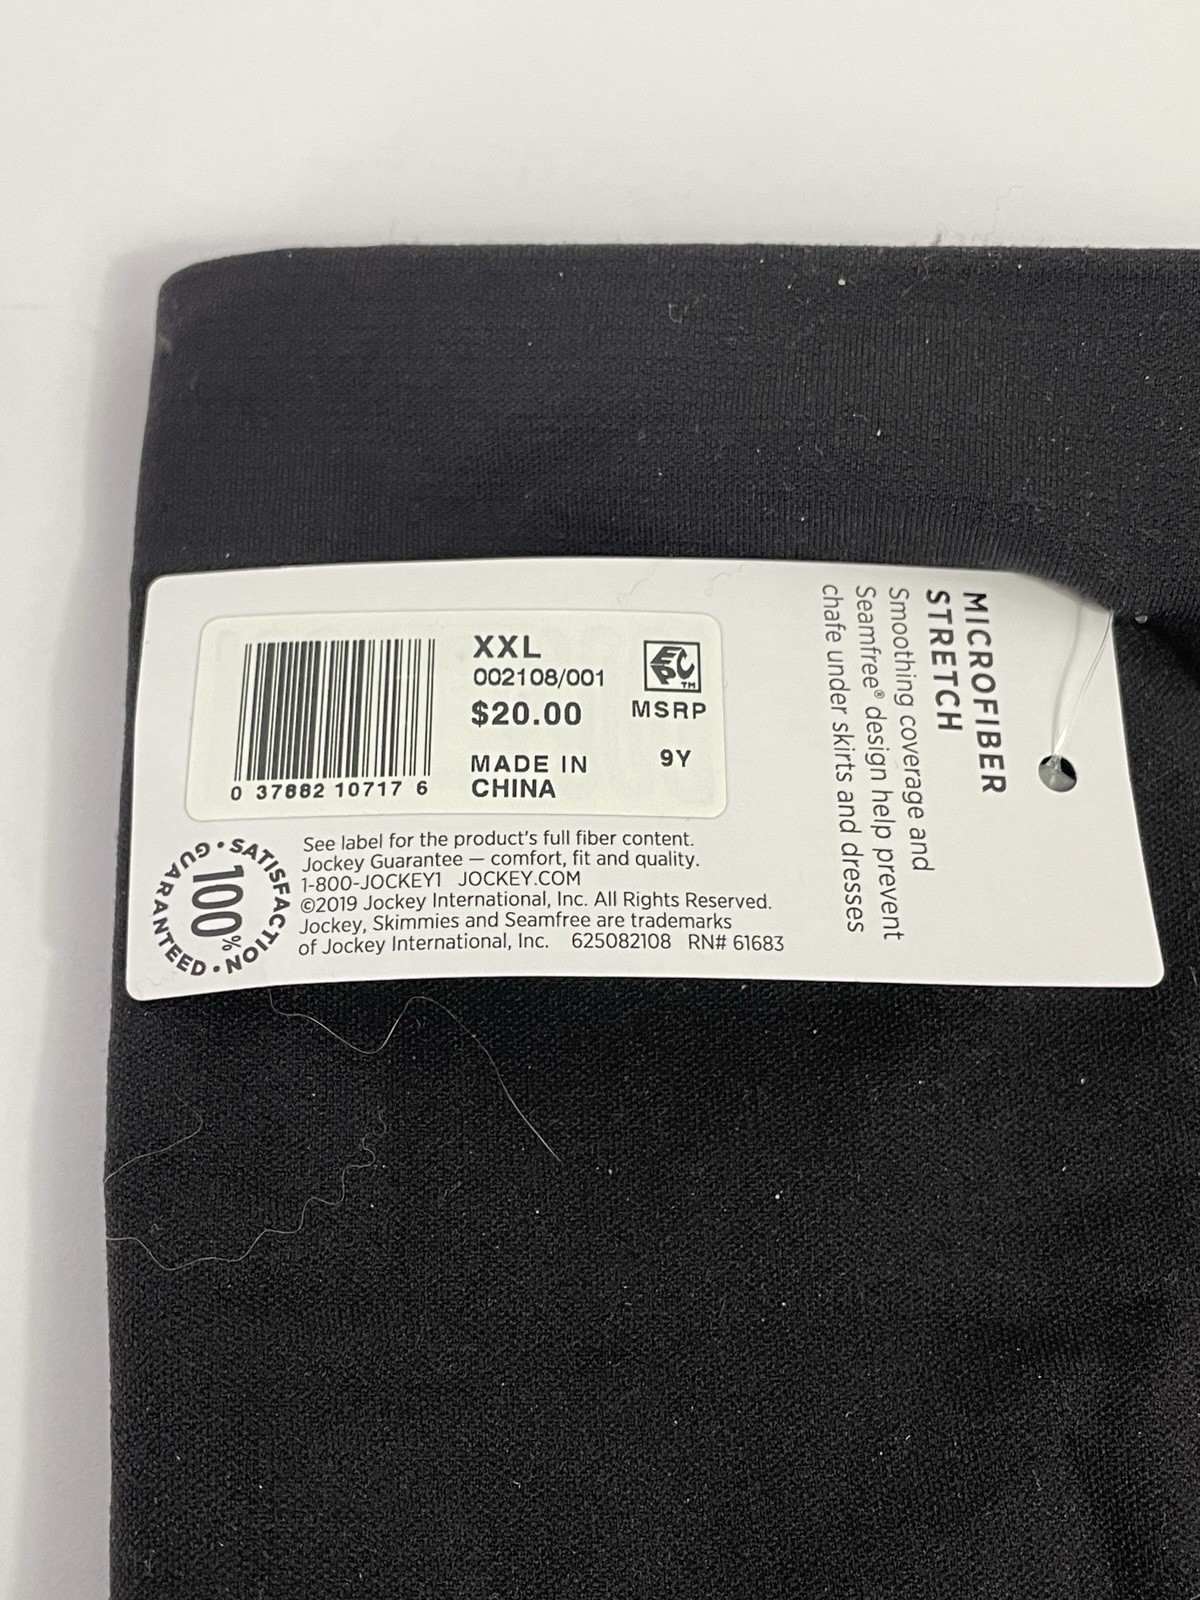 XXL
002108/001
$20.00
MADE IN
CHINA
EPC TM
MSRP
9Y
0 37882 10717 6
MICROFIBER
STRETCH
Smoothing coverage and
Seamfree® design help prevent
chafe under skirts and dresses
SATISFACTION • GUARANTEED •
100%
See label for the product's full fiber content.
Jockey Guarantee — comfort, fit and quality.
1-800-JOCKEY1 JOCKEY.COM
©2019 Jockey International, Inc. All Rights Reserved.
Jockey, Skimmies and Seamfree are trademarks
of Jockey International, Inc. 625082108 RN# 61683